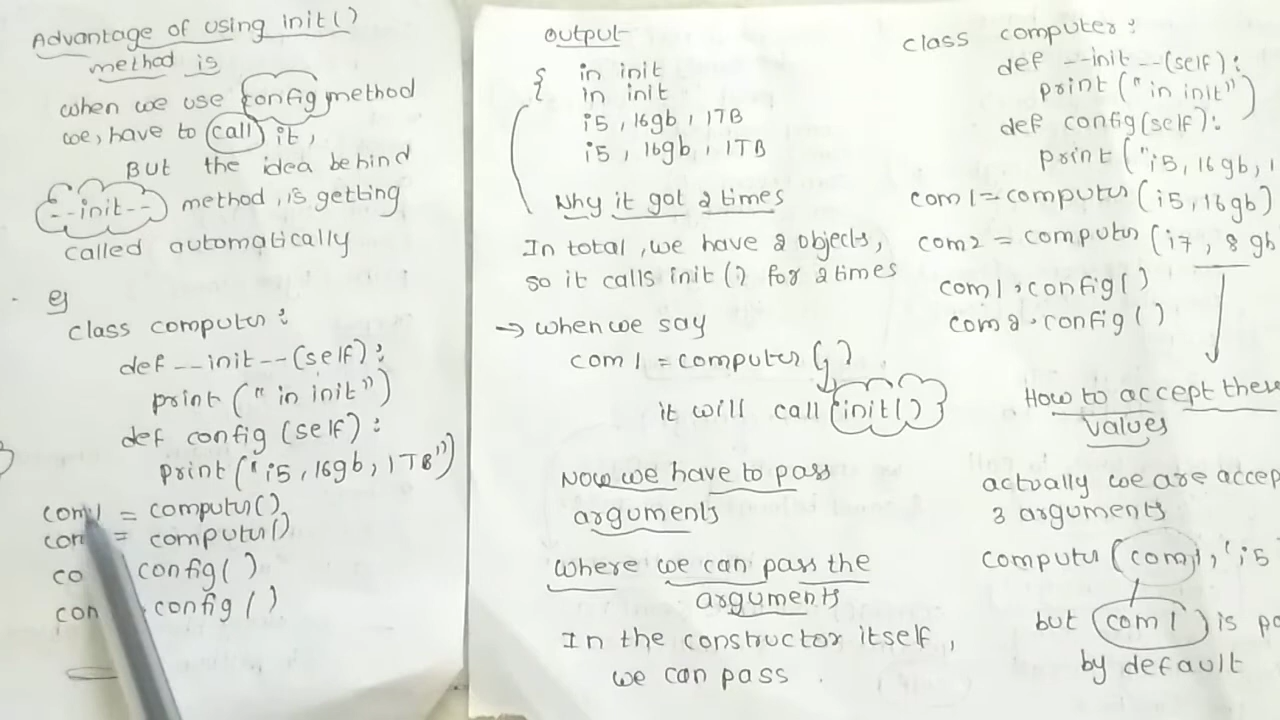 Advantage of using init()
method is
when we use config method
we, have to call it,
But the idea behind
--init-- method, is getting
called automatically
eg
class computer:
def --init--(self):
print("in init")
def config (self):
print("i5, 16gb, 1TB")
com1 = computer()
com = computer()
co config()
com . config()
output
in init
in init
i5, 16gb, 1TB
i5, 16gb, 1TB
Why it got 2 times
In total, we have 2 objects,
so it calls init() for 2 times
→ when we say
com1 = computer()
it will call init()
Now we have to pass
arguments
where we can pass the
arguments
In the constructor itself,
we can pass
class computer:
def --init--(self):
print("in init")
def config(self):
print("i5, 16gb, 1
com1 = computer (i5, 16gb)
com2 = computer (i7, 8gb
com1.config()
com2.config()
How to accept these
values
actually we are accep
3 arguments
computer (com1, 'i5
but com1 is pa
by default